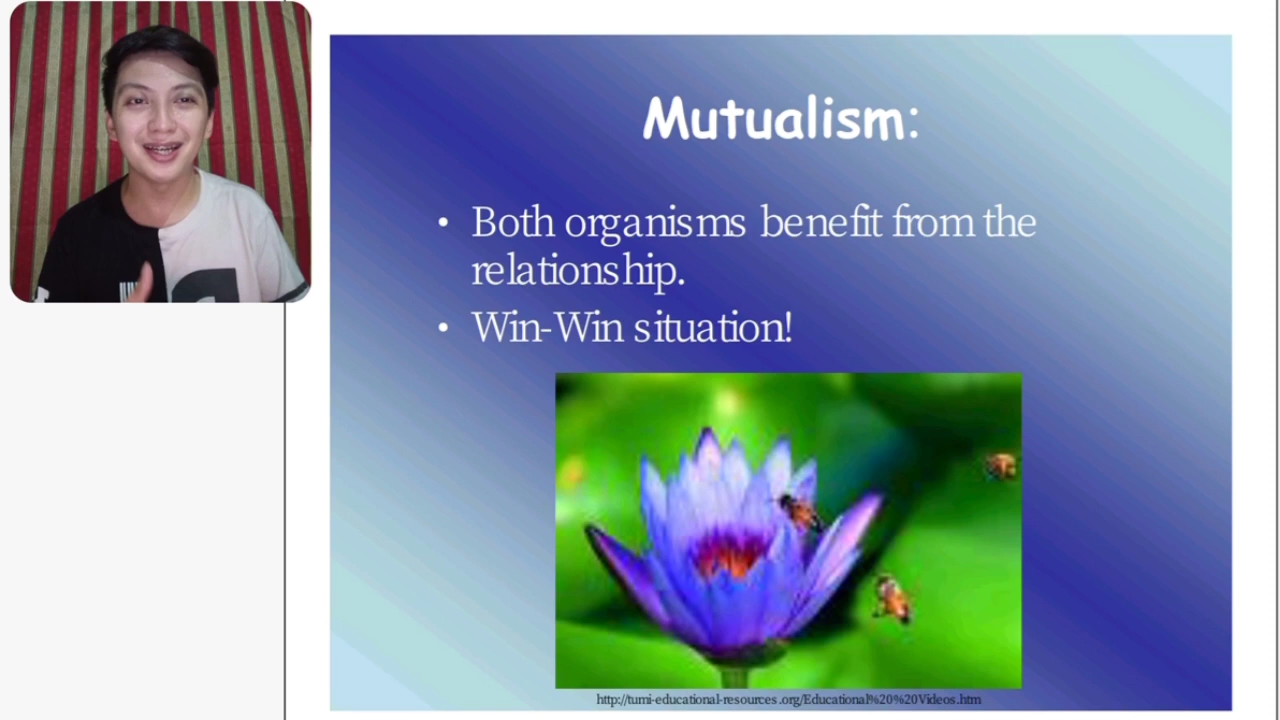 Mutualism:
• Both organisms benefit from the
relationship.
• Win-Win situation!
http://tumi-educational-resources.org/Educational%20%20Videos.htm